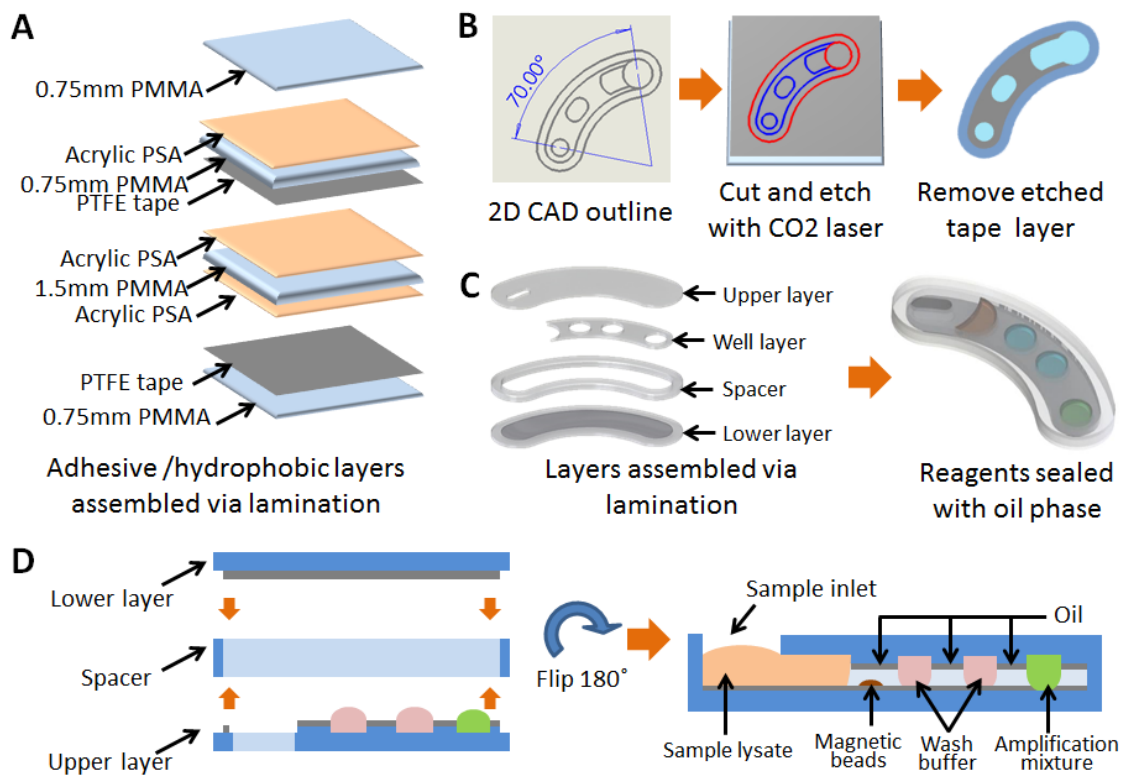 A
0.75mm PMMA
Acrylic PSA
0.75mm PMMA
PTFE tape
Acrylic PSA
1.5mm PMMA
Acrylic PSA
PTFE tape
0.75mm PMMA
Adhesive /hydrophobic layers
assembled via lamination
B
70.00°
2D CAD outline
Cut and etch
with CO2 laser
Remove etched
tape layer
C
Upper layer
Well layer
Spacer
Lower layer
Layers assembled via
lamination
Reagents sealed
with oil phase
D
Lower layer
Spacer
Upper layer
Flip 180˚
Sample inlet
Oil
Sample lysate
Magnetic
beads
Wash
buffer
Amplification
mixture